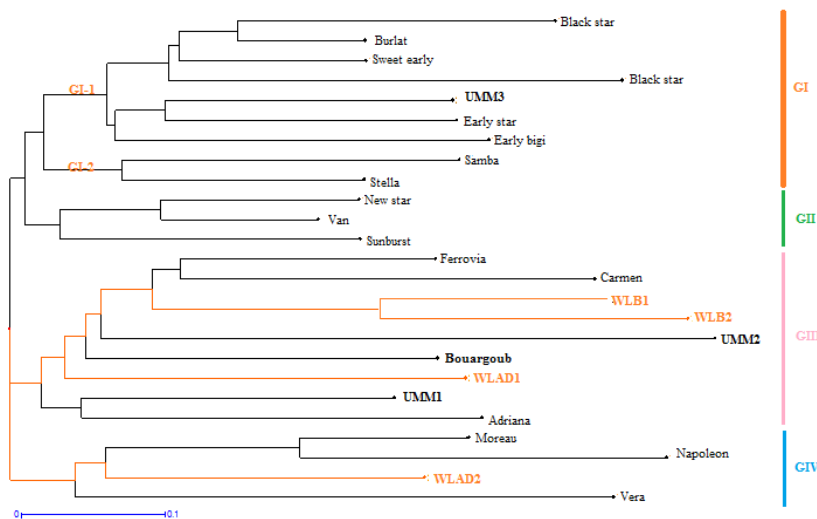 Black star
Burlat
Sweet early
Black star
GI-1
GI
UMM3
Early star
Early bigi
Samba
GI-2
Stella
New star
Van
GII
Sunburst
Ferrovia
Carmen
WLB1
WLB2
UMM2
GIII
Bouargoub
WLAD1
UMM1
Adriana
Moreau
Napoleon
GIV
WLAD2
Vera
0 0.1